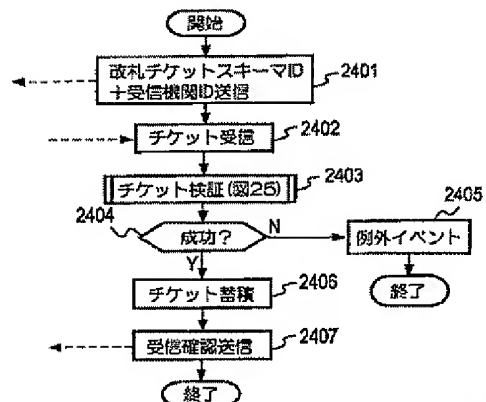 開始
改札チケットスキーマID
+受信機関ID送信
2401
チケット受信
2402
チケット検証(図25)
2403
2404
成功?
N
2405
例外イベント
Y
終了
チケット蓄積
2406
受信確認送信
2407
終了